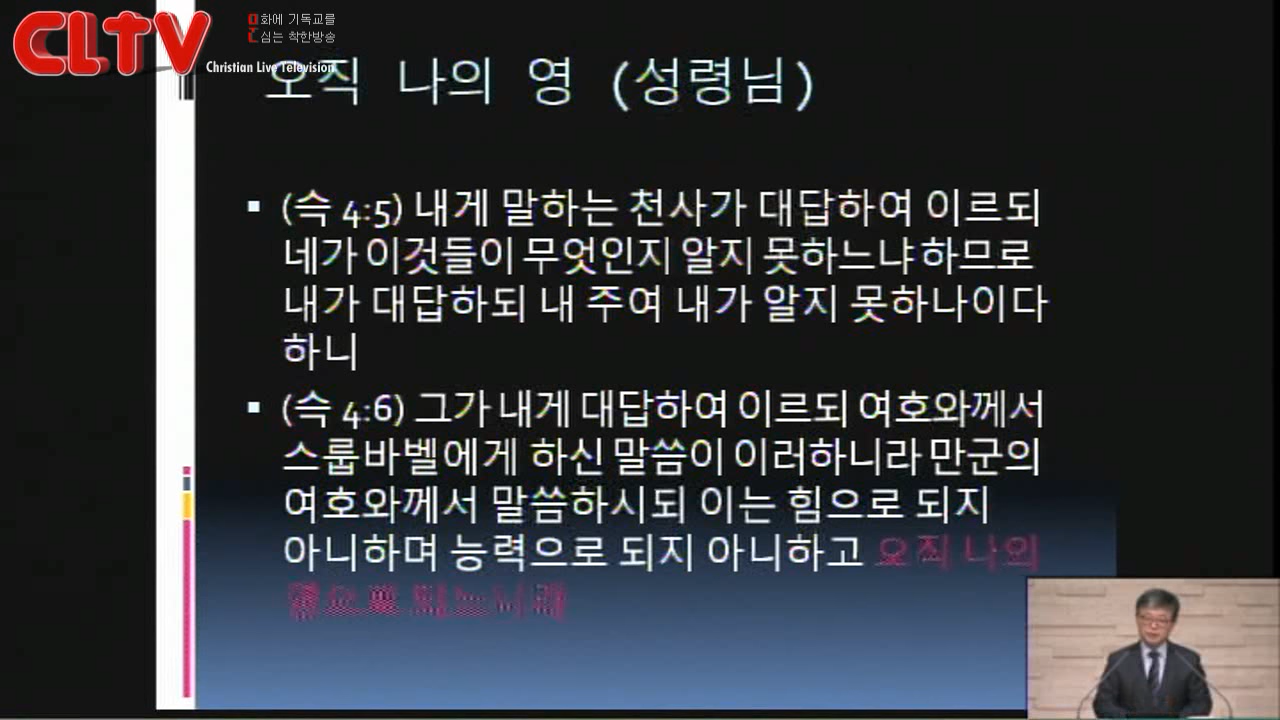 CLTV
문화에 기독교를
심는 착한방송
Christian Live Television
오직 나의 영 (성령님)
▪ (슥 4:5) 내게 말하는 천사가 대답하여 이르되
네가 이것들이 무엇인지 알지 못하느냐 하므로
내가 대답하되 내 주여 내가 알지 못하나이다
하니
▪ (슥 4:6) 그가 내게 대답하여 이르되 여호와께서
스룹바벨에게 하신 말씀이 이러하니라 만군의
여호와께서 말씀하시되 이는 힘으로 되지
아니하며 능력으로 되지 아니하고 오직 나의
영으로 되느니라